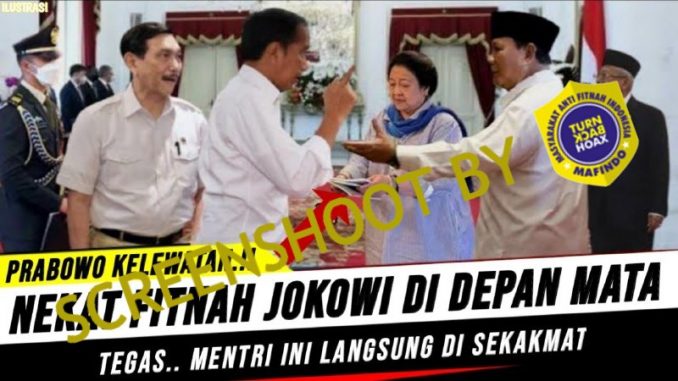 ILUSTRASI
MASYARAKAT ANTI FITNAH INDONESIA
TURN
BACK
HOAX
MAFINDO
SCREENSHOOT BY
PRABOWO KELEWATAN..!!
NEKAT FITNAH JOKOWI DI DEPAN MATA
TEGAS.. MENTRI INI LANGSUNG DI SEKAKMAT